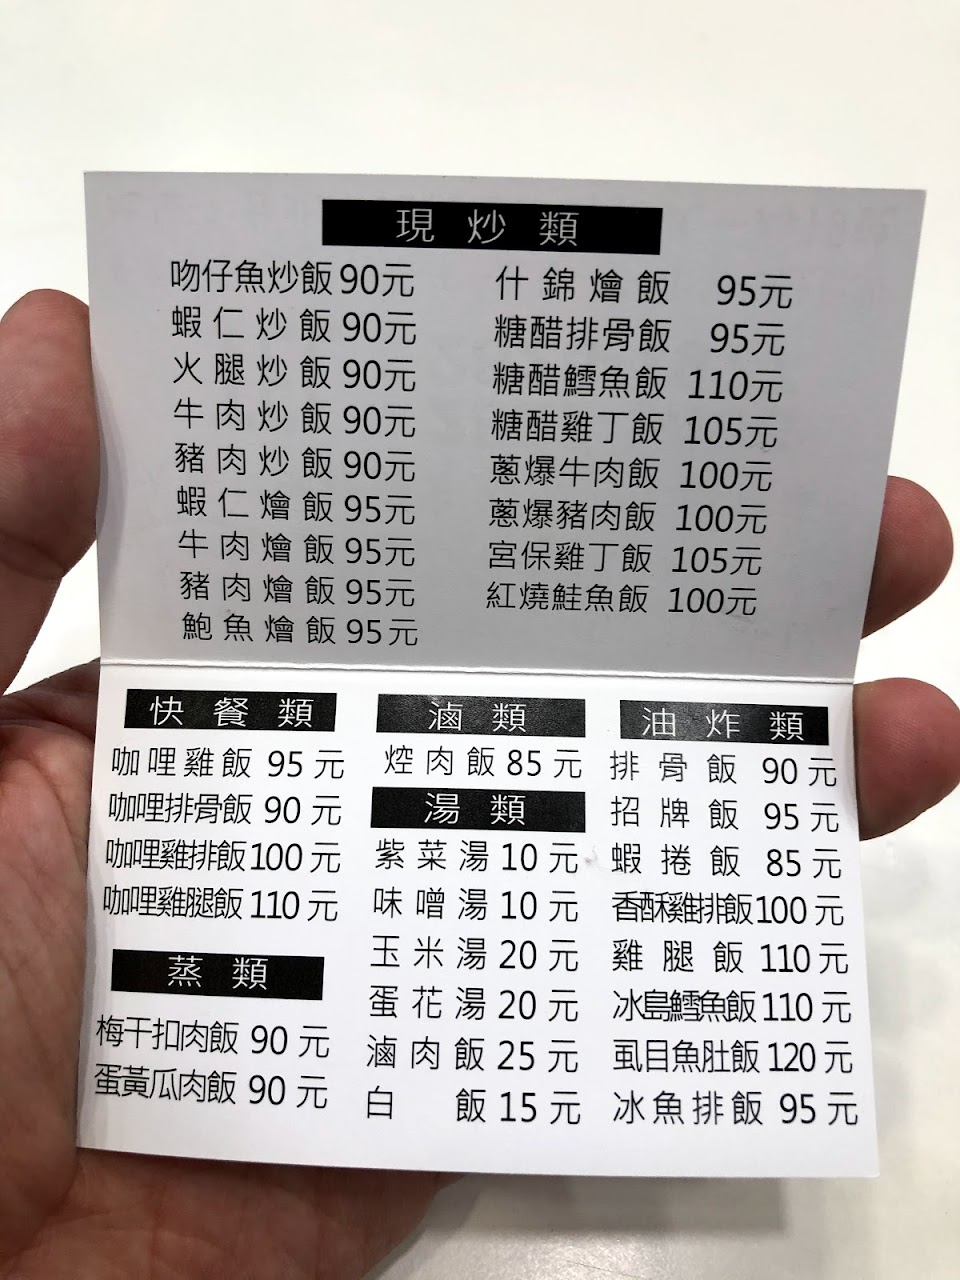 現炒類
吻仔魚炒飯 90元
蝦仁炒飯 90元
火腿炒飯 90元
牛肉炒飯 90元
豬肉炒飯 90元
蝦仁燴飯 95元
牛肉燴飯 95元
豬肉燴飯 95元
鮑魚燴飯 95元
什錦燴飯 95元
糖醋排骨飯 95元
糖醋鱈魚飯 110元
糖醋雞丁飯 105元
蔥爆牛肉飯 100元
蔥爆豬肉飯 100元
宮保雞丁飯 105元
紅燒鮭魚飯 100元
快餐類
咖哩雞飯 95元
咖哩排骨飯 90元
咖哩雞排飯 100元
咖哩雞腿飯 110元
蒸類
梅干扣肉飯 90元
蛋黃瓜肉飯 90元
滷類
焢肉飯 85元
湯類
紫菜湯 10元
味噌湯 10元
玉米湯 20元
蛋花湯 20元
滷肉飯 25元
白飯 15元
油炸類
排骨飯 90元
招牌飯 95元
蝦捲飯 85元
香酥雞排飯 100元
雞腿飯 110元
冰島鱈魚飯 110元
虱目魚肚飯 120元
冰魚排飯 95元